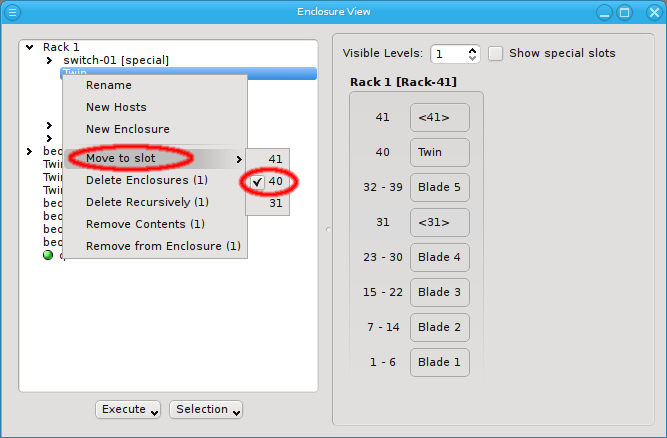 Enclosure View
Rack 1
switch-01 [special]
Twin
Rename
New Hosts
New Enclosure
Move to slot
Delete Enclosures (1)
Delete Recursively (1)
Remove Contents (1)
Remove from Enclosure (1)
41
40
31
bec
Twi
Twi
Twi
bec
bec
bec
bec
Execute
Selection
Visible Levels: 1
Show special slots
Rack 1 [Rack-41]
41 <41>
40 Twin
32 - 39 Blade 5
31 <31>
23 - 30 Blade 4
15 - 22 Blade 3
7 - 14 Blade 2
1 - 6 Blade 1